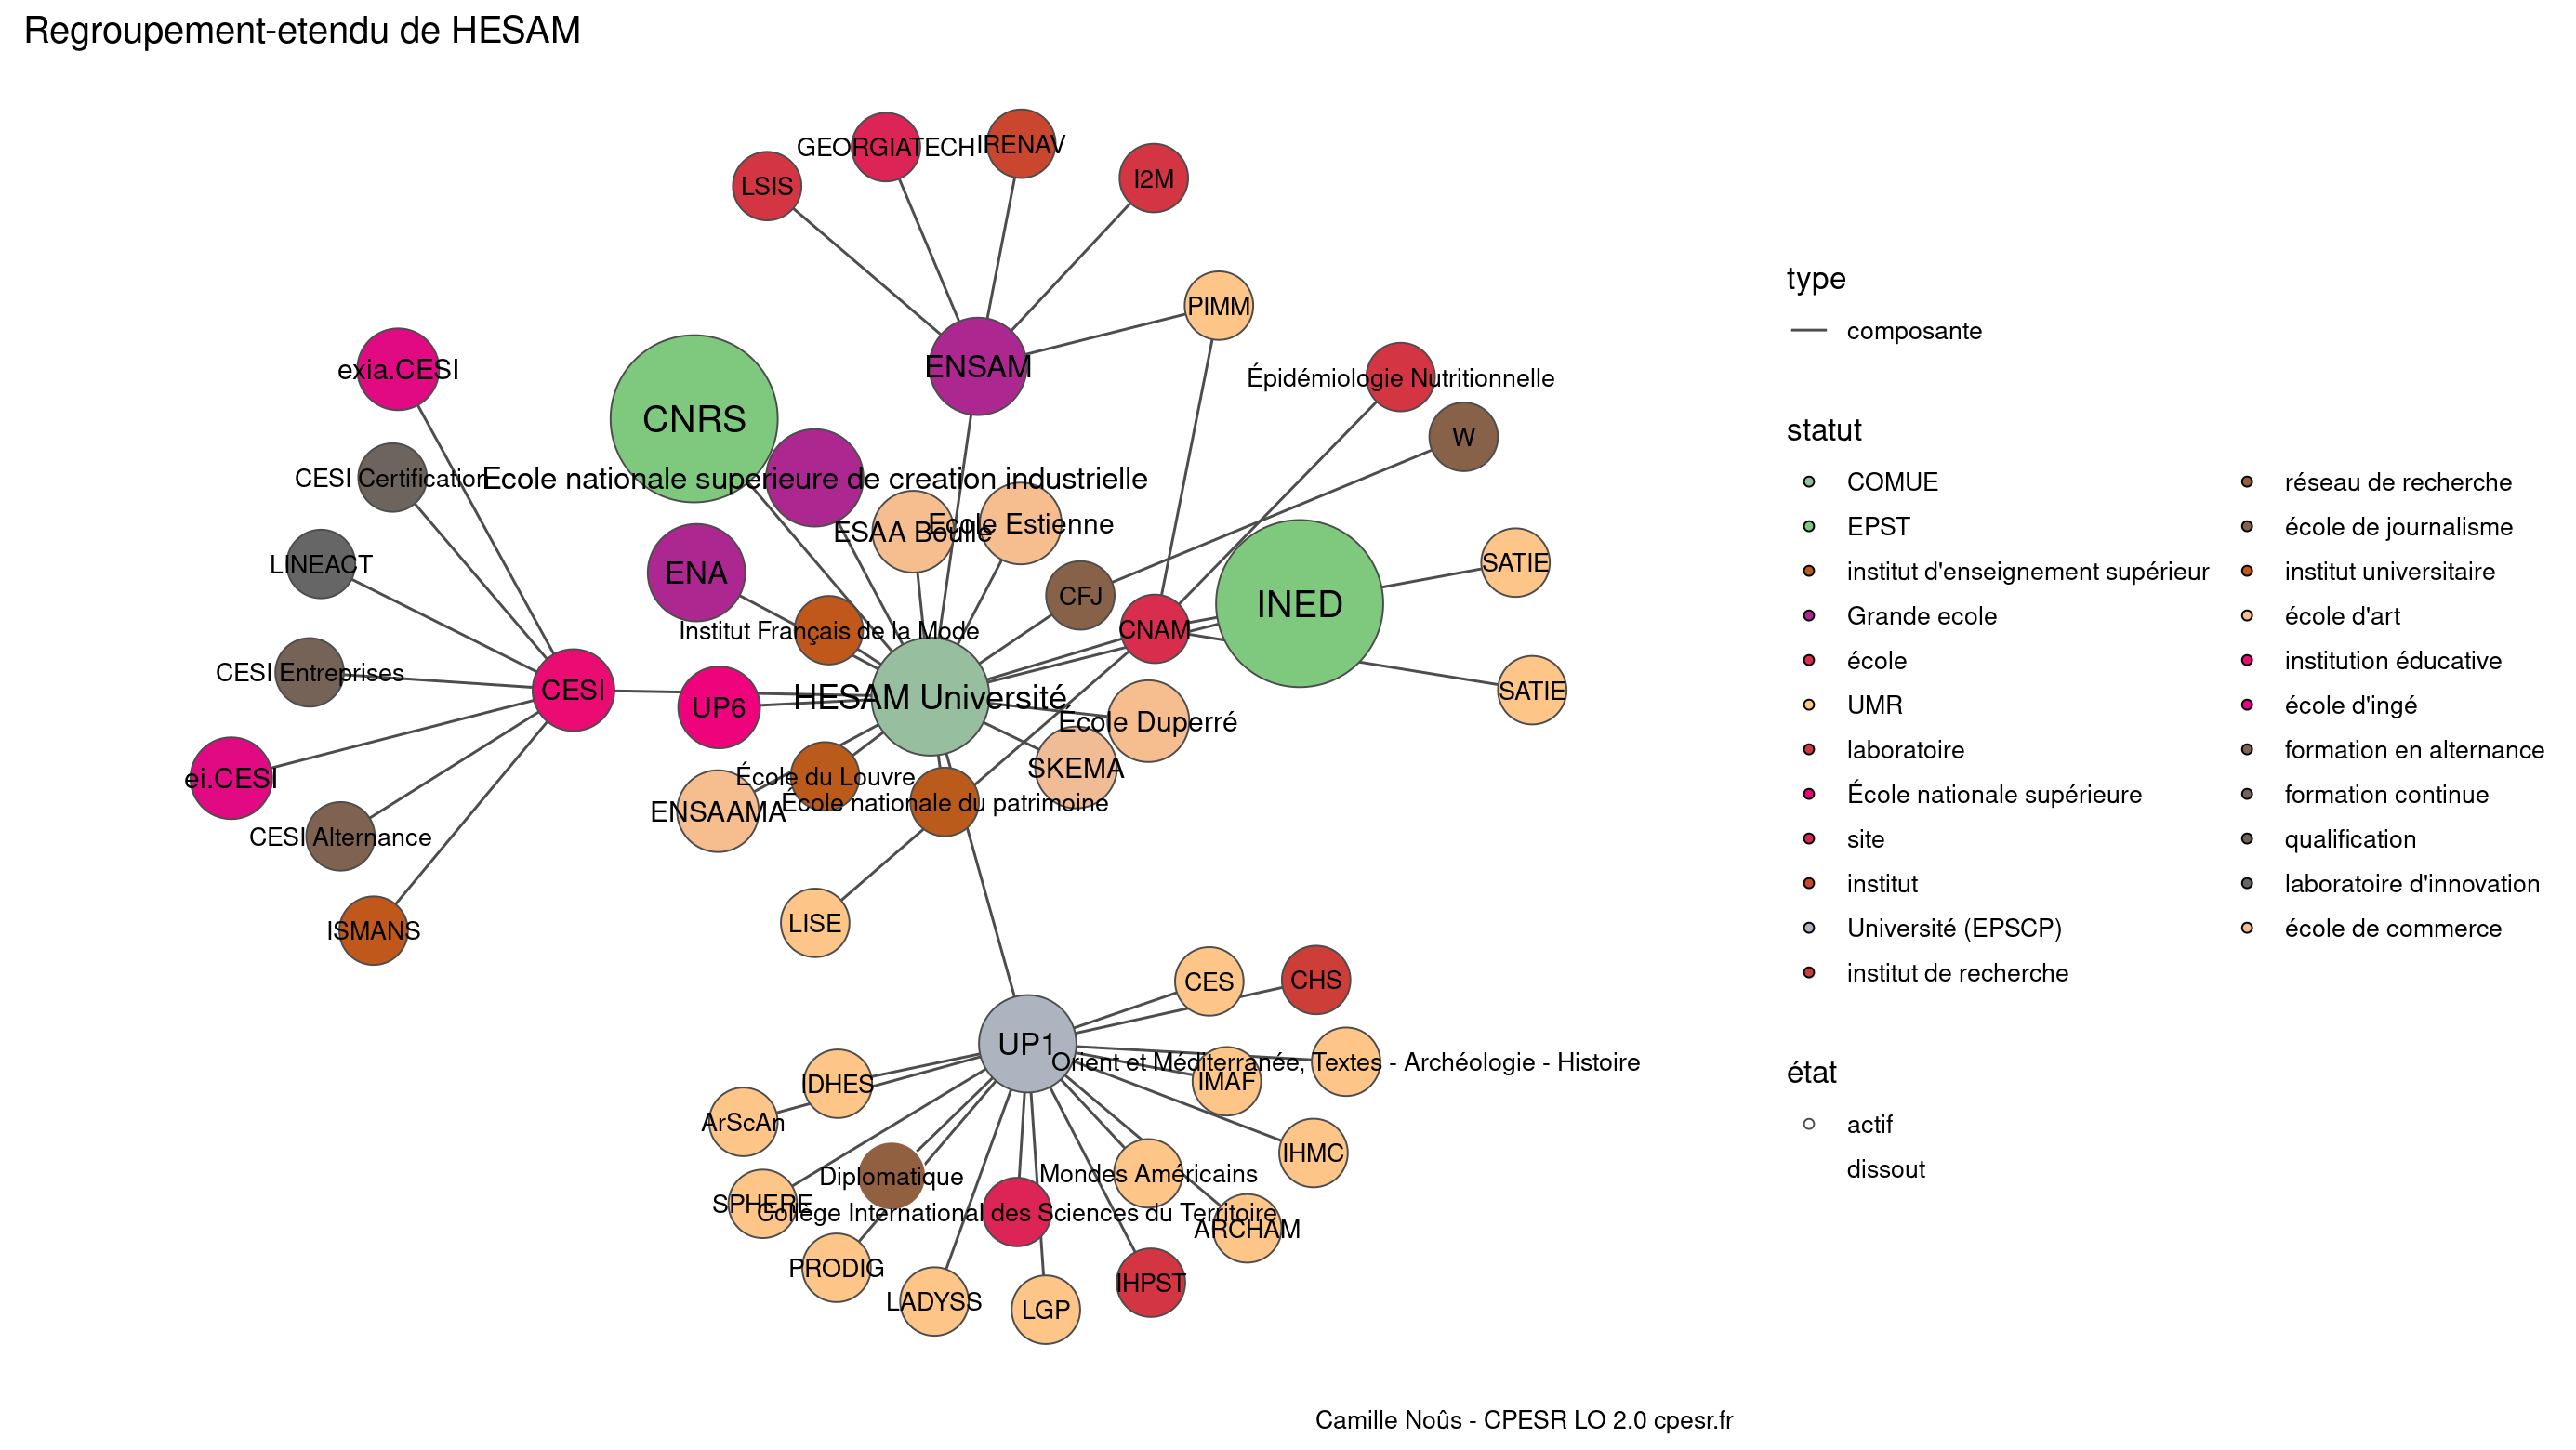 Regroupement-etendu de HESAM
GEORGIATECH
IRENAV
LSIS
I2M
PIMM
exia.CESI
ENSAM
Épidémiologie Nutritionnelle
CNRS
W
CESI Certification
Ecole nationale superieure de creation industrielle
ESAA Boulle
Ecole Estienne
LINEACT
ENA
CFJ
INED
SATIE
Institut Français de la Mode
CNAM
CESI Entreprises
CESI
UP6
HESAM Université
SATIE
École Duperré
ei.CESI
École du Louvre
SKEMA
ENSAAMA
École nationale du patrimoine
CESI Alternance
ISMANS
LISE
CES
CHS
UP1
Orient et Méditerranée, Textes - Archéologie - Histoire
IDHES
IMAF
ArScAn
IHMC
Diplomatique
Mondes Américains
SPHERE
Collège International des Sciences du Territoire
ARCHAM
PRODIG
IHPST
LADYSS
LGP
type
composante
statut
COMUE
EPST
institut d'enseignement supérieur
Grande ecole
école
UMR
laboratoire
École nationale supérieure
site
institut
Université (EPSCP)
institut de recherche
réseau de recherche
école de journalisme
institut universitaire
école d'art
institution éducative
école d'ingé
formation en alternance
formation continue
qualification
laboratoire d'innovation
école de commerce
état
actif
dissout
Camille Noûs - CPESR LO 2.0 cpesr.fr